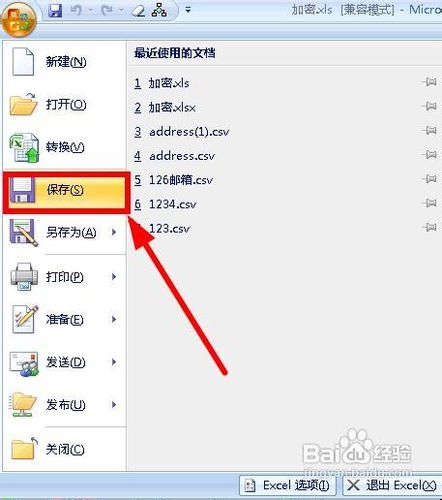 加密.xls [兼容模式] - Micro
新建(N)
打开(O)
转换(V)
保存(S)
另存为(A)
打印(P)
准备(E)
发送(D)
发布(U)
关闭(C)
最近使用的文档
1 加密.xls
2 加密.xlsx
3 address(1).csv
4 address.csv
5 126邮箱.csv
6 1234.csv
123.csv
Baidu经验
jingyan.baidu.com
Excel 选项(I)
退出 Excel(X)